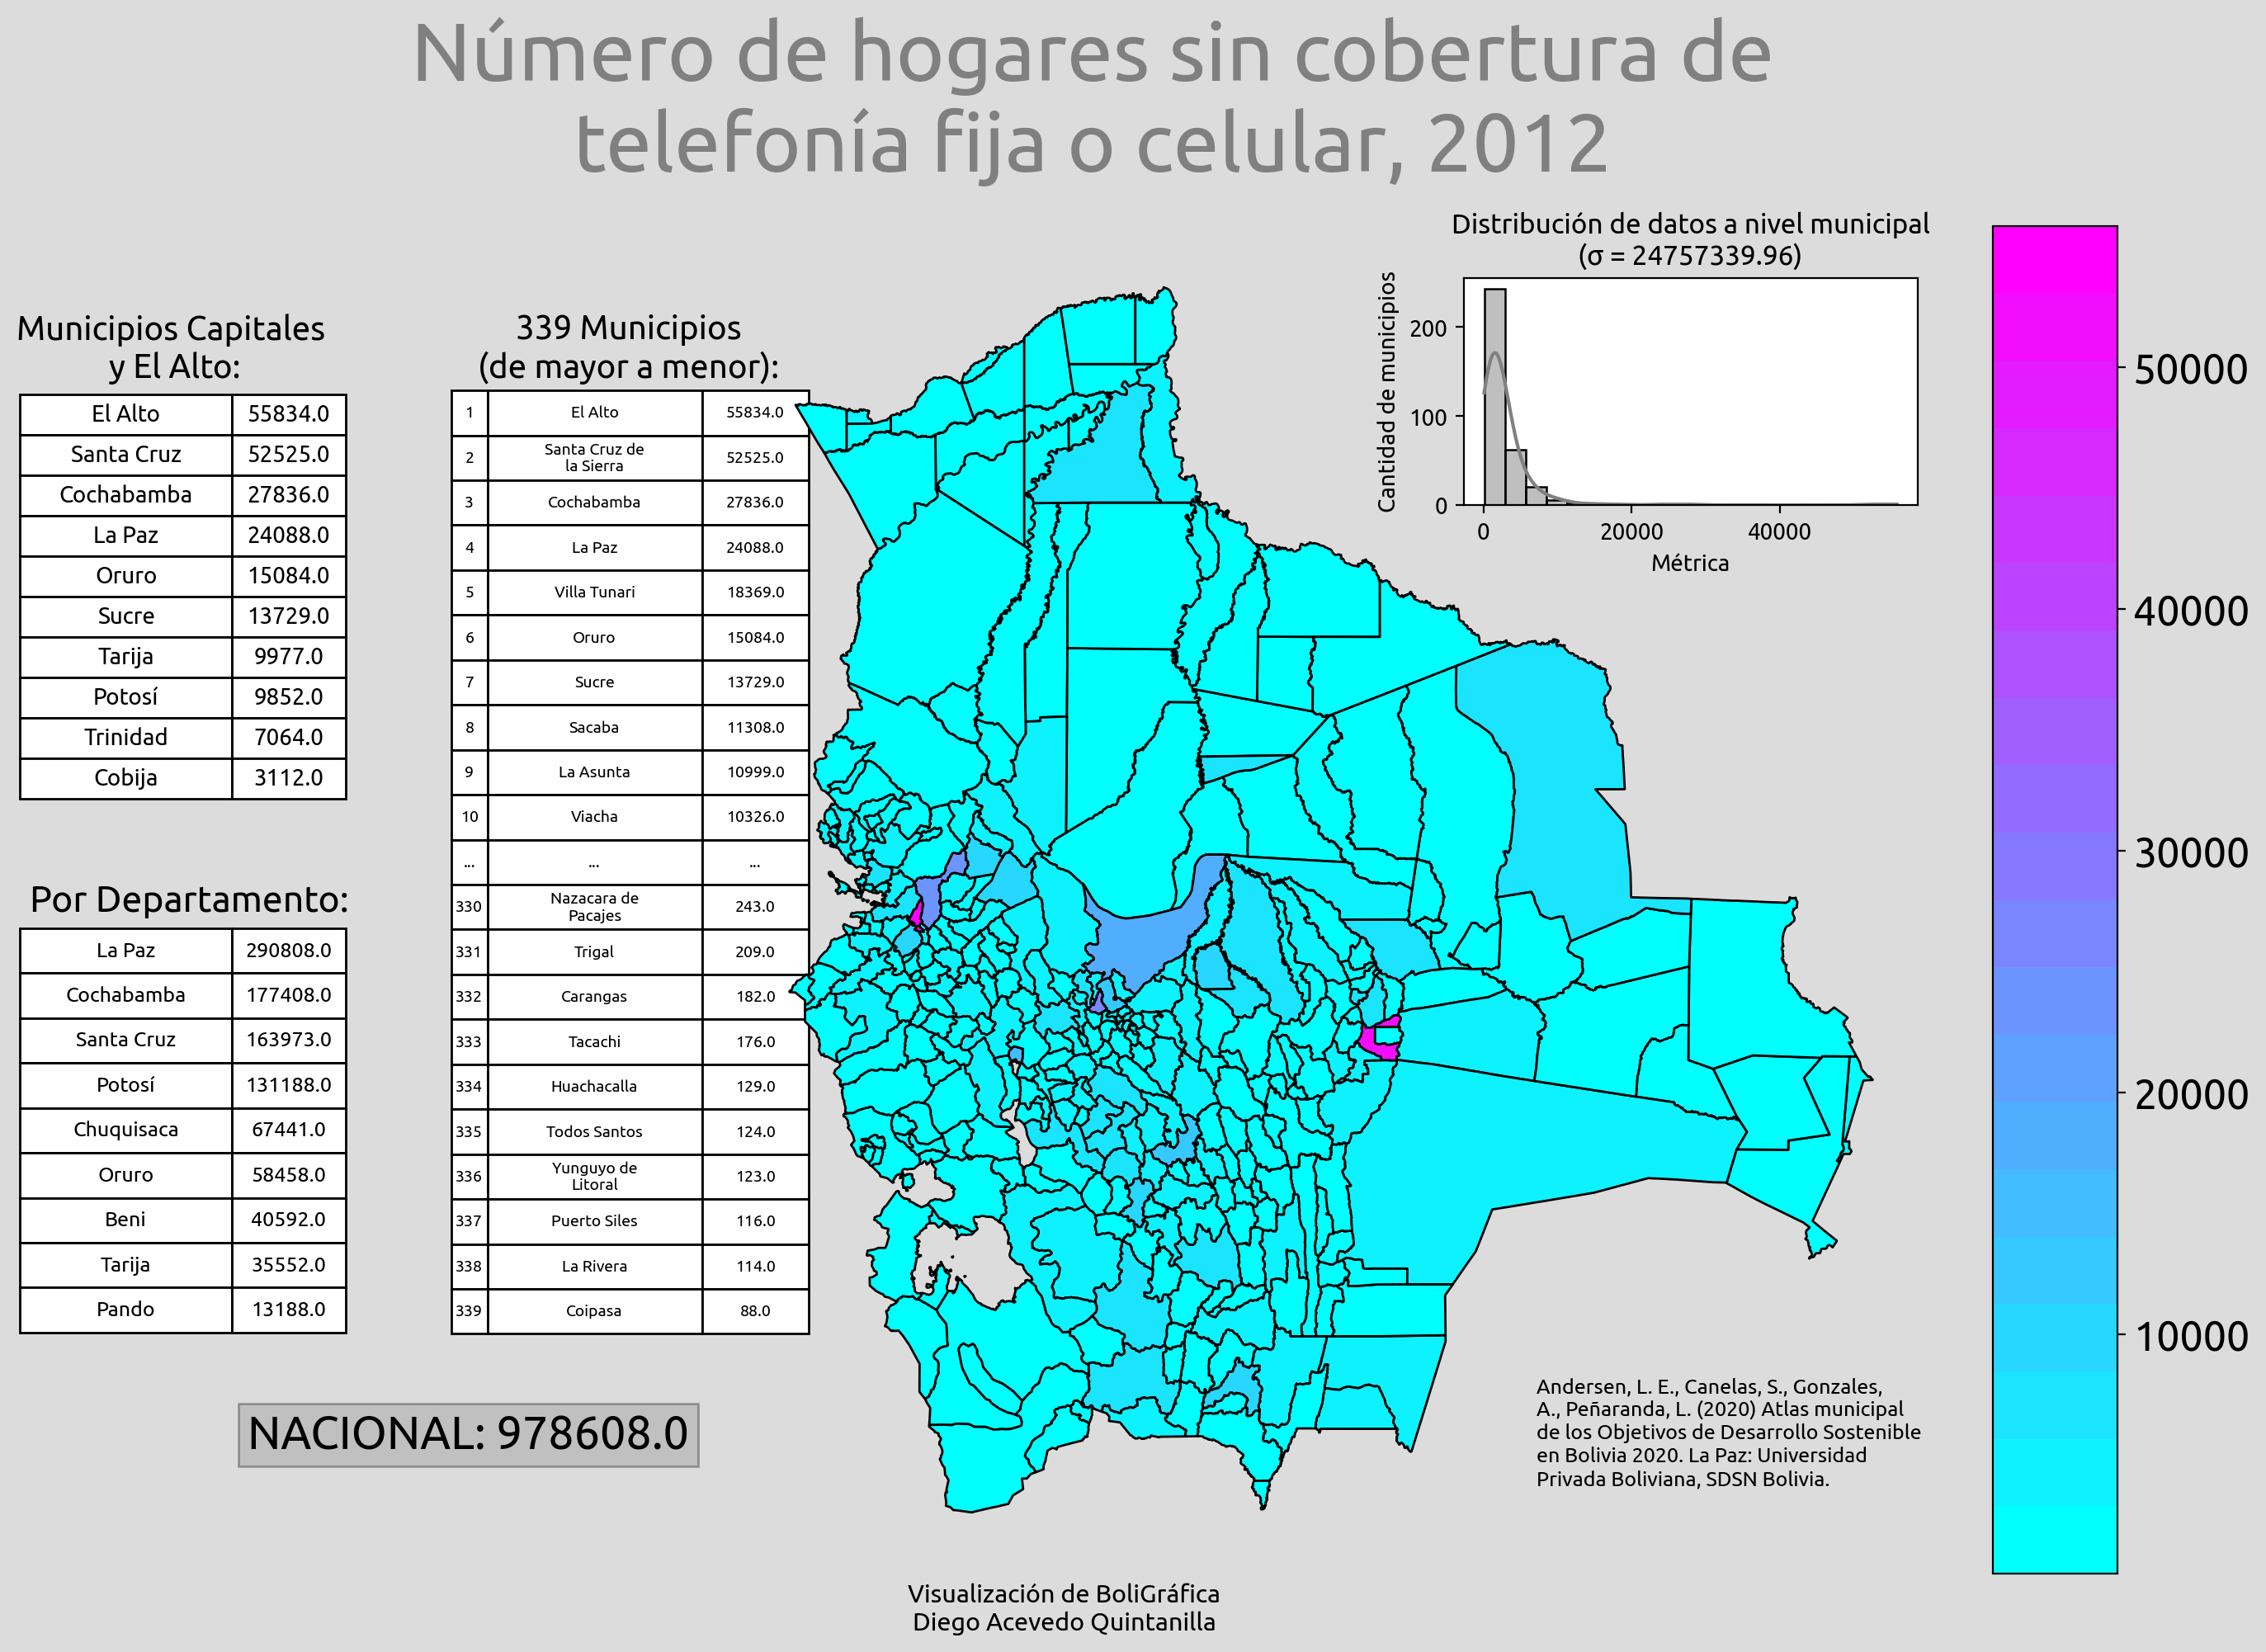 Número de hogares sin cobertura de
telefonía fija o celular, 2012
Municipios Capitales
y El Alto:
El Alto 55834.0
Santa Cruz 52525.0
Cochabamba 27836.0
La Paz 24088.0
Oruro 15084.0
Sucre 13729.0
Tarija 9977.0
Potosí 9852.0
Trinidad 7064.0
Cobija 3112.0
Por Departamento:
La Paz 290808.0
Cochabamba 177408.0
Santa Cruz 163973.0
Potosí 131188.0
Chuquisaca 67441.0
Oruro 58458.0
Beni 40592.0
Tarija 35552.0
Pando 13188.0
NACIONAL: 978608.0
339 Municipios
(de mayor a menor):
1 El Alto 55834.0
2 Santa Cruz de
la Sierra 52525.0
3 Cochabamba 27836.0
4 La Paz 24088.0
5 Villa Tunari 18369.0
6 Oruro 15084.0
7 Sucre 13729.0
8 Sacaba 11308.0
9 La Asunta 10999.0
10 Viacha 10326.0
... ... ...
330 Nazacara de
Pacajes 243.0
331 Trigal 209.0
332 Carangas 182.0
333 Tacachi 176.0
334 Huachacalla 129.0
335 Todos Santos 124.0
336 Yunguyo de
Litoral 123.0
337 Puerto Siles 116.0
338 La Rivera 114.0
339 Coipasa 88.0
Distribución de datos a nivel municipal
(σ = 24757339.96)
Cantidad de municipios
200
100
0
0 20000 40000
Métrica
50000
40000
30000
20000
10000
Andersen, L. E., Canelas, S., Gonzales,
A., Peñaranda, L. (2020) Atlas municipal
de los Objetivos de Desarrollo Sostenible
en Bolivia 2020. La Paz: Universidad
Privada Boliviana, SDSN Bolivia.
Visualización de BoliGráfica
Diego Acevedo Quintanilla